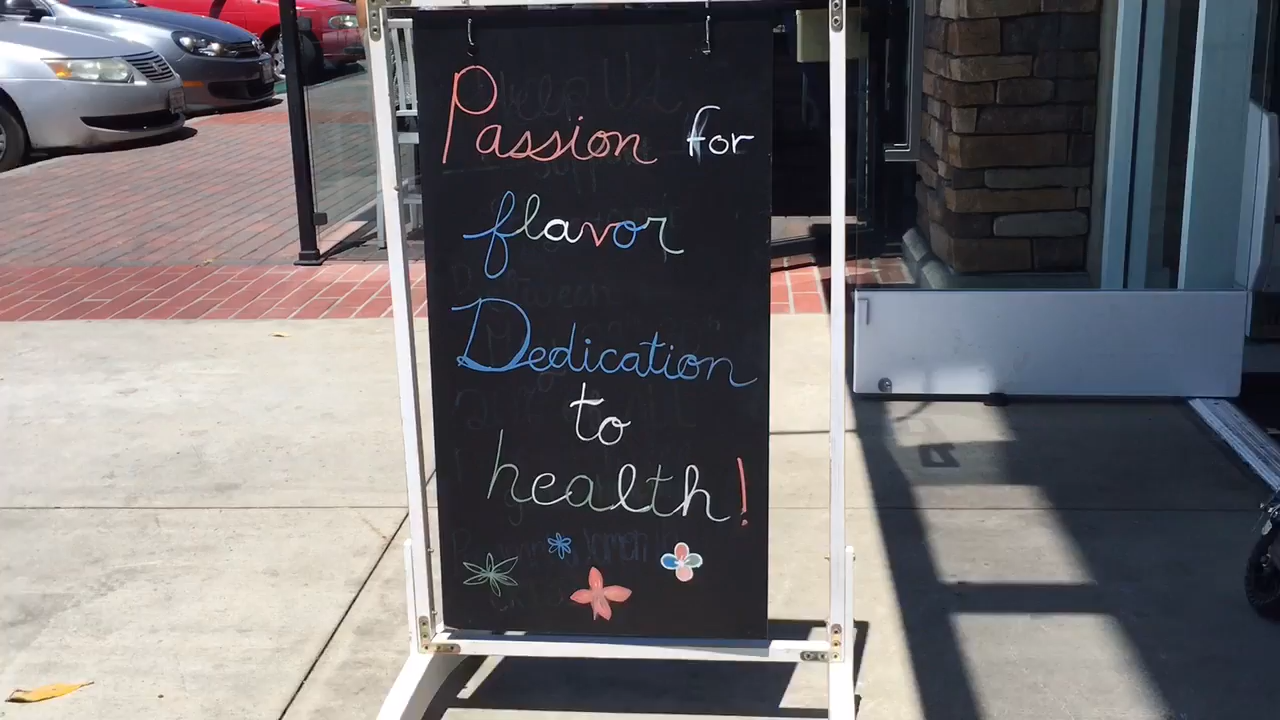 Passion for
flavor
Dedication
to
health!